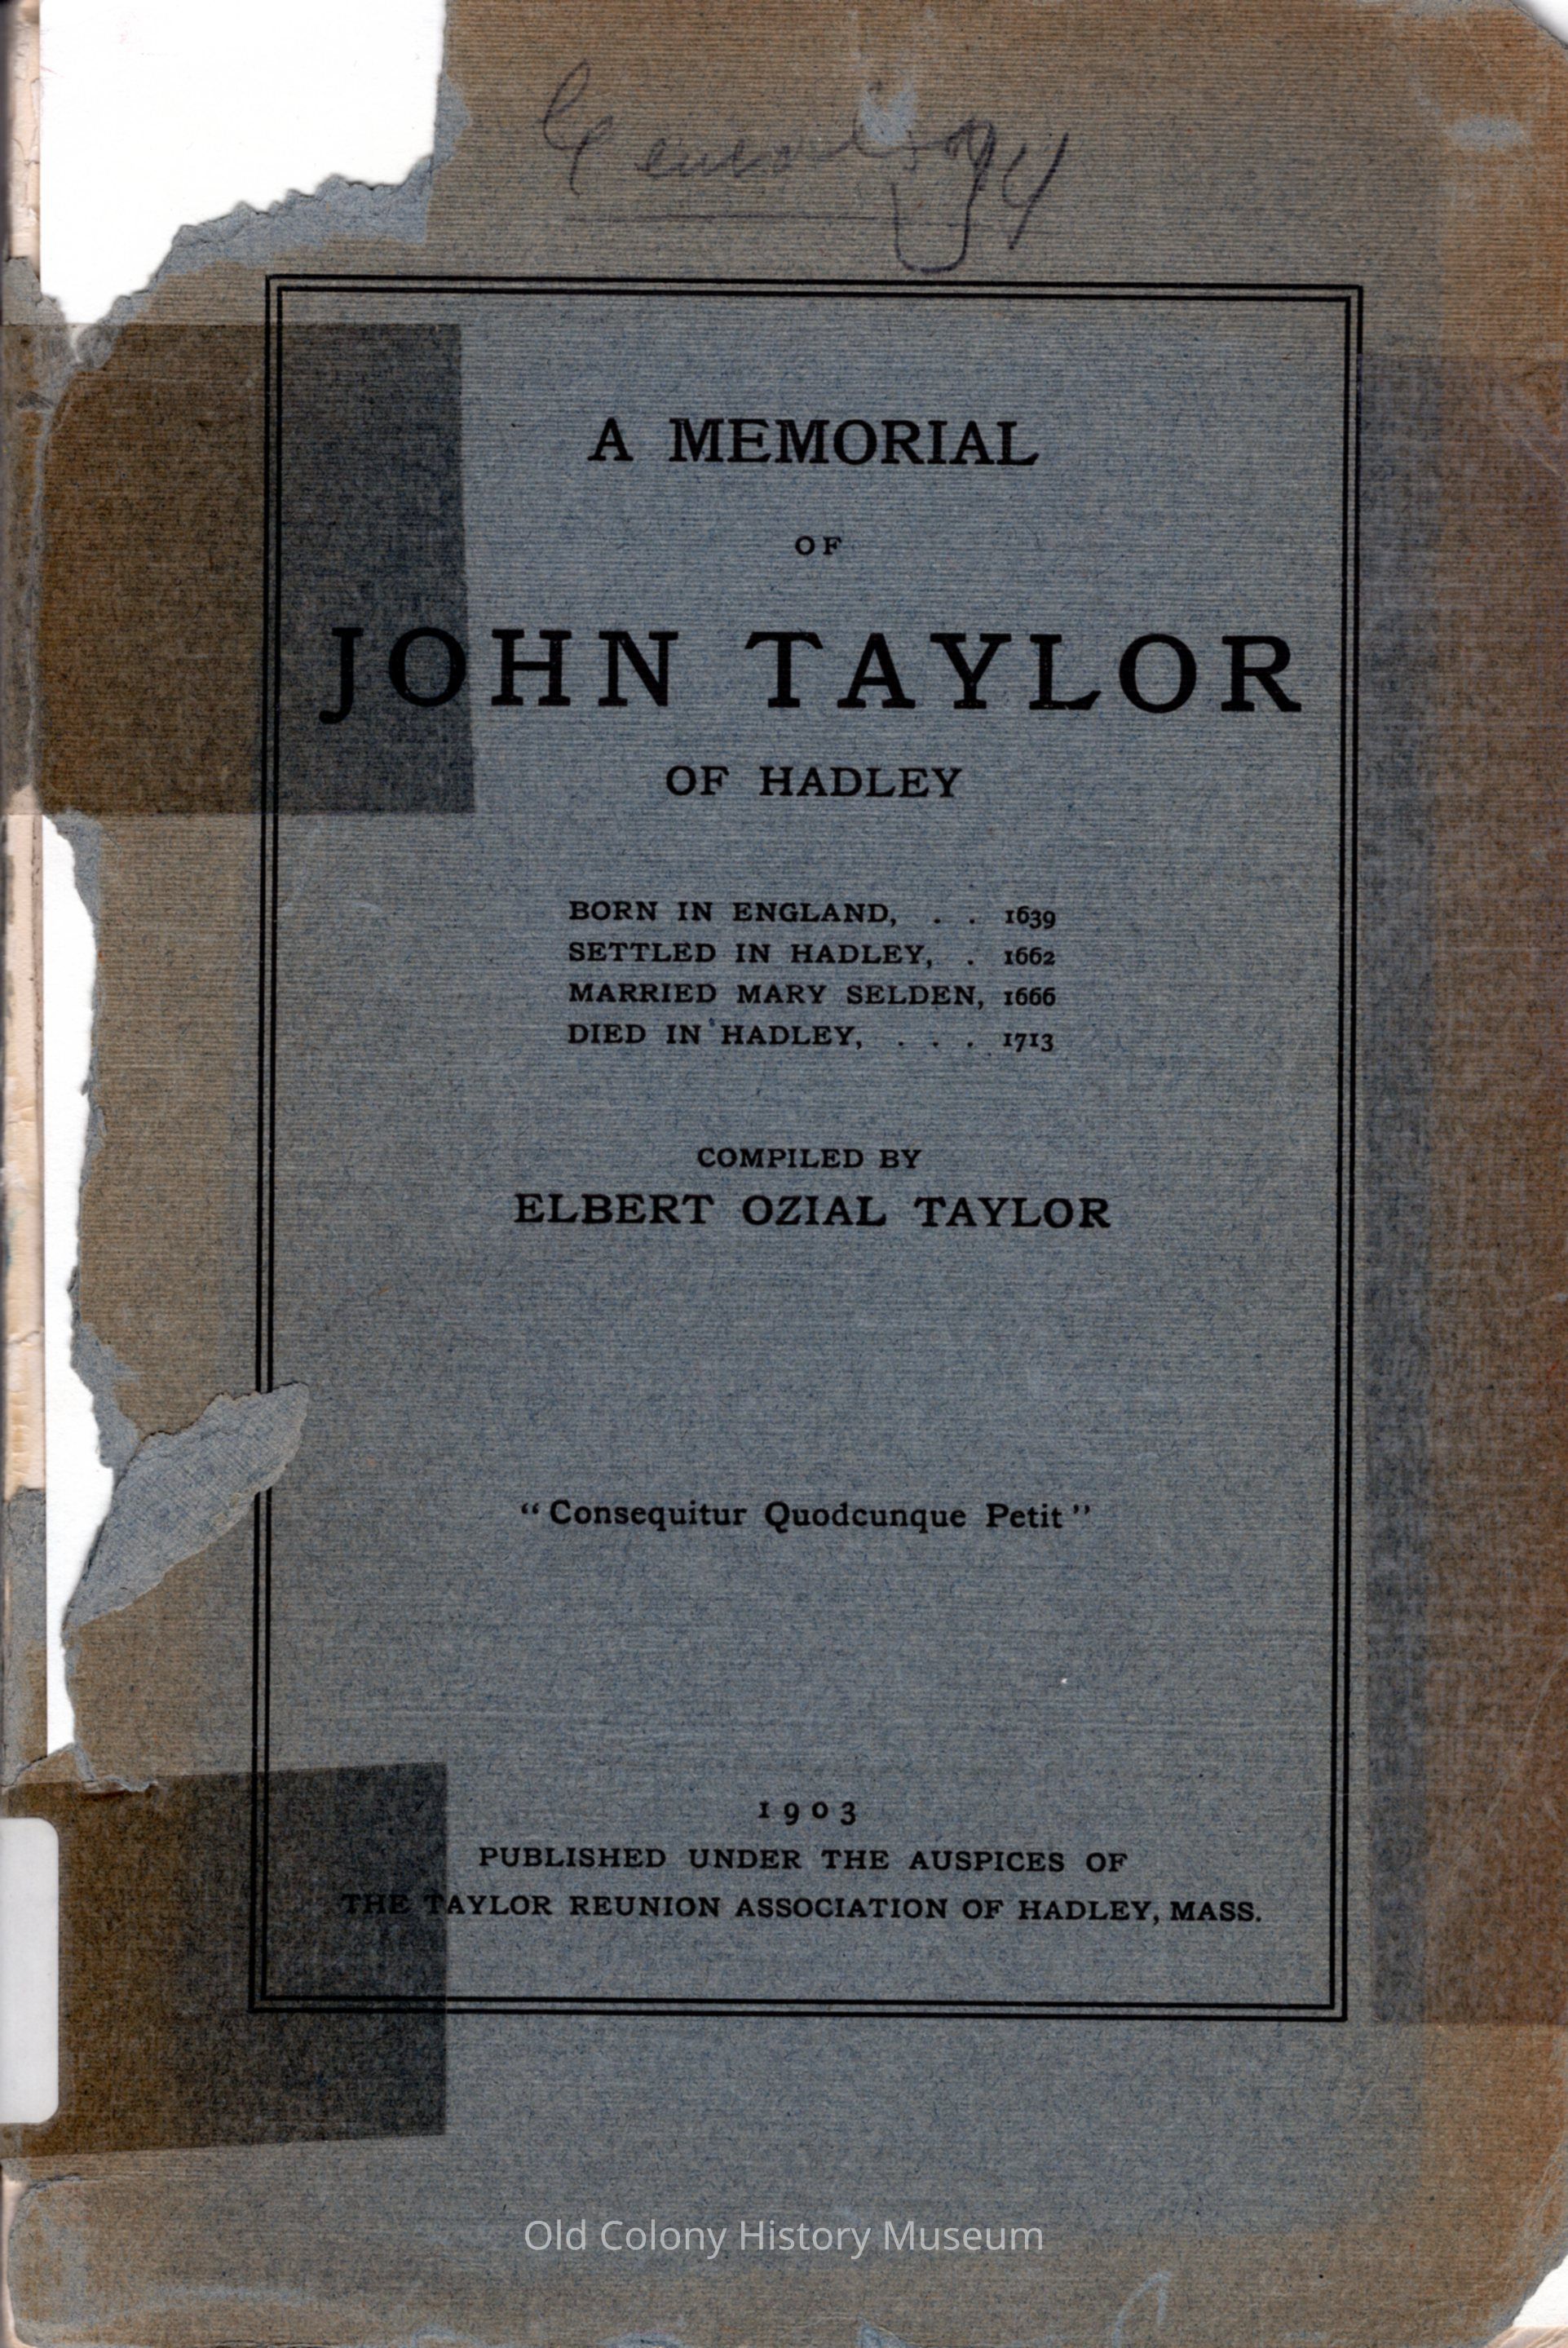 Genealogy
A MEMORIAL
OF
JOHN TAYLOR
OF HADLEY
BORN IN ENGLAND, . . 1639
SETTLED IN HADLEY, . 1662
MARRIED MARY SELDEN, 1666
DIED IN HADLEY, . . . 1713
COMPILED BY
ELBERT OZIAL TAYLOR
“Consequitur Quodcunque Petit”
1903
PUBLISHED UNDER THE AUSPICES OF
THE TAYLOR REUNION ASSOCIATION OF HADLEY, MASS.
Old Colony History Museum